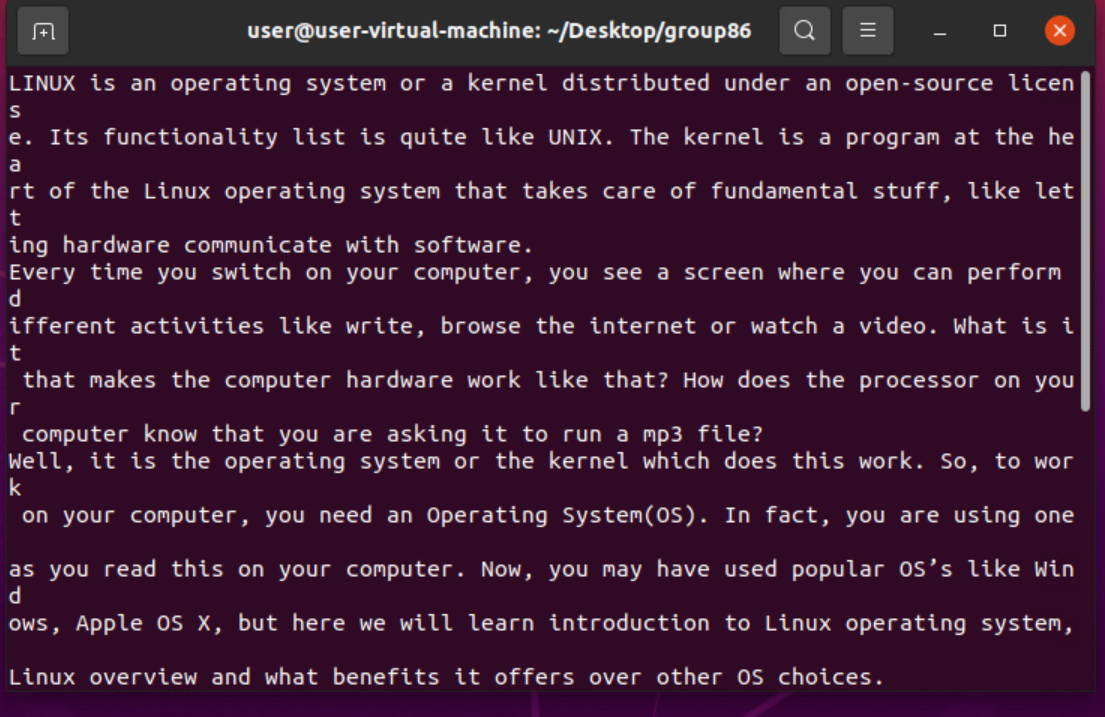 user@user-virtual-machine: ~/Desktop/group86
LINUX is an operating system or a kernel distributed under an open-source licen
s
e. Its functionality list is quite like UNIX. The kernel is a program at the he
a
rt of the Linux operating system that takes care of fundamental stuff, like let
t
ing hardware communicate with software.
Every time you switch on your computer, you see a screen where you can perform
d
ifferent activities like write, browse the internet or watch a video. What is i
t
 that makes the computer hardware work like that? How does the processor on you
r
 computer know that you are asking it to run a mp3 file?
Well, it is the operating system or the kernel which does this work. So, to wor
k
 on your computer, you need an Operating System(OS). In fact, you are using one
as you read this on your computer. Now, you may have used popular OS’s like Win
d
ows, Apple OS X, but here we will learn introduction to Linux operating system,
Linux overview and what benefits it offers over other OS choices.